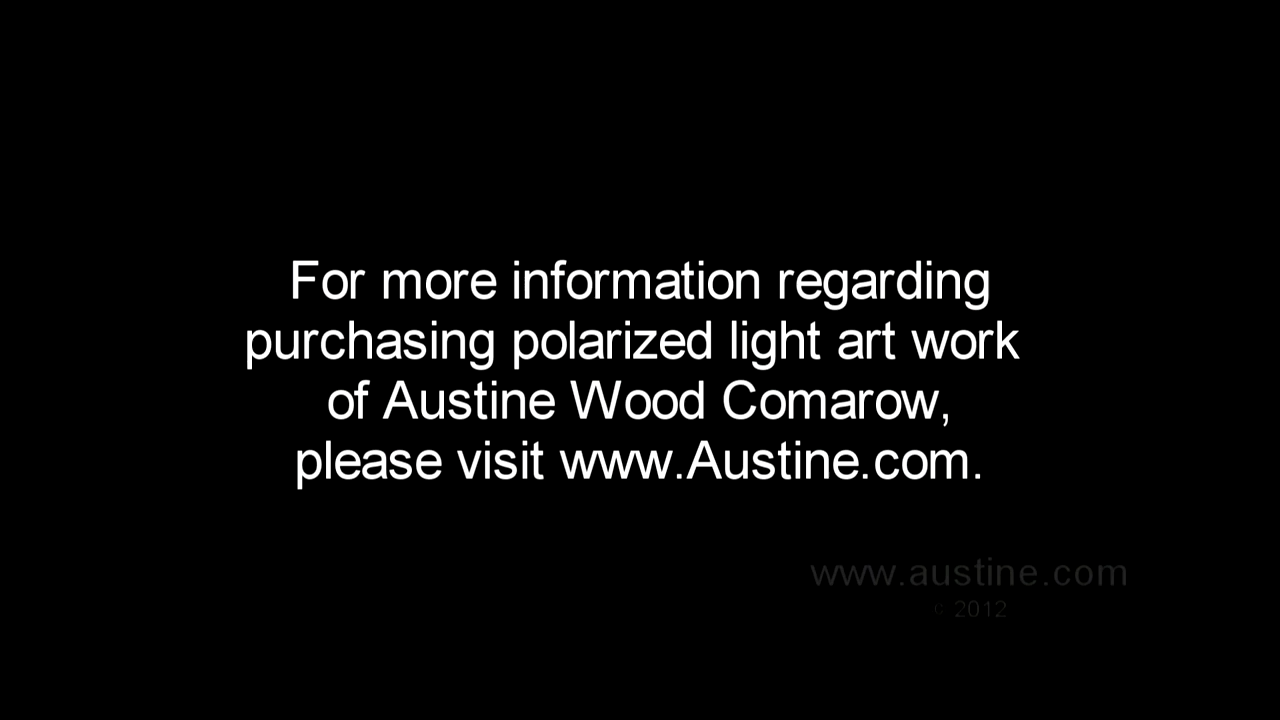 For more information regarding
purchasing polarized light art work
of Austine Wood Comarow,
please visit www.Austine.com.
www.austine.com
© 2012